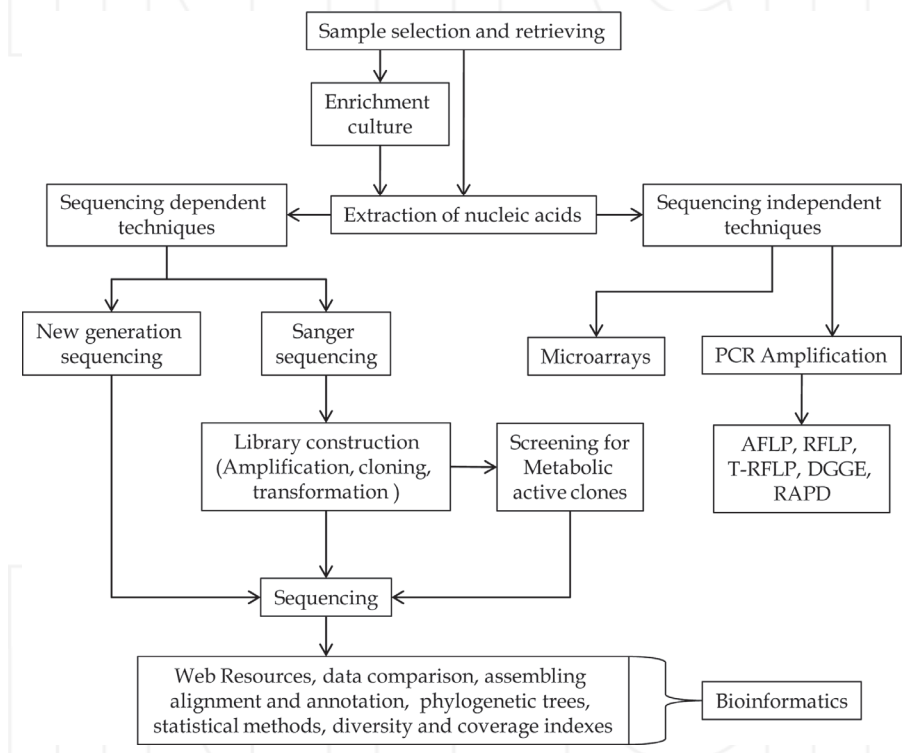 Sample selection and retrieving
Enrichment
culture
Sequencing dependent
techniques
Extraction of nucleic acids
Sequencing independent
techniques
New generation
sequencing
Sanger
sequencing
Microarrays
PCR Amplification
Library construction
(Amplification, cloning,
transformation )
Screening for
Metabolic
active clones
AFLP, RFLP,
T-RFLP, DGGE,
RAPD
Sequencing
Web Resources, data comparison, assembling
alignment and annotation, phylogenetic trees,
statistical methods, diversity and coverage indexes
Bioinformatics